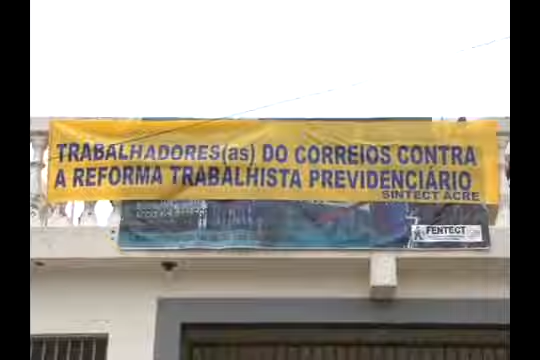 TRABALHADORES(as) DO CORREIOS CONTRA
A REFORMA TRABALHISTA PREVIDENCIÁRIO
SINTECT ACRE
FENTECT